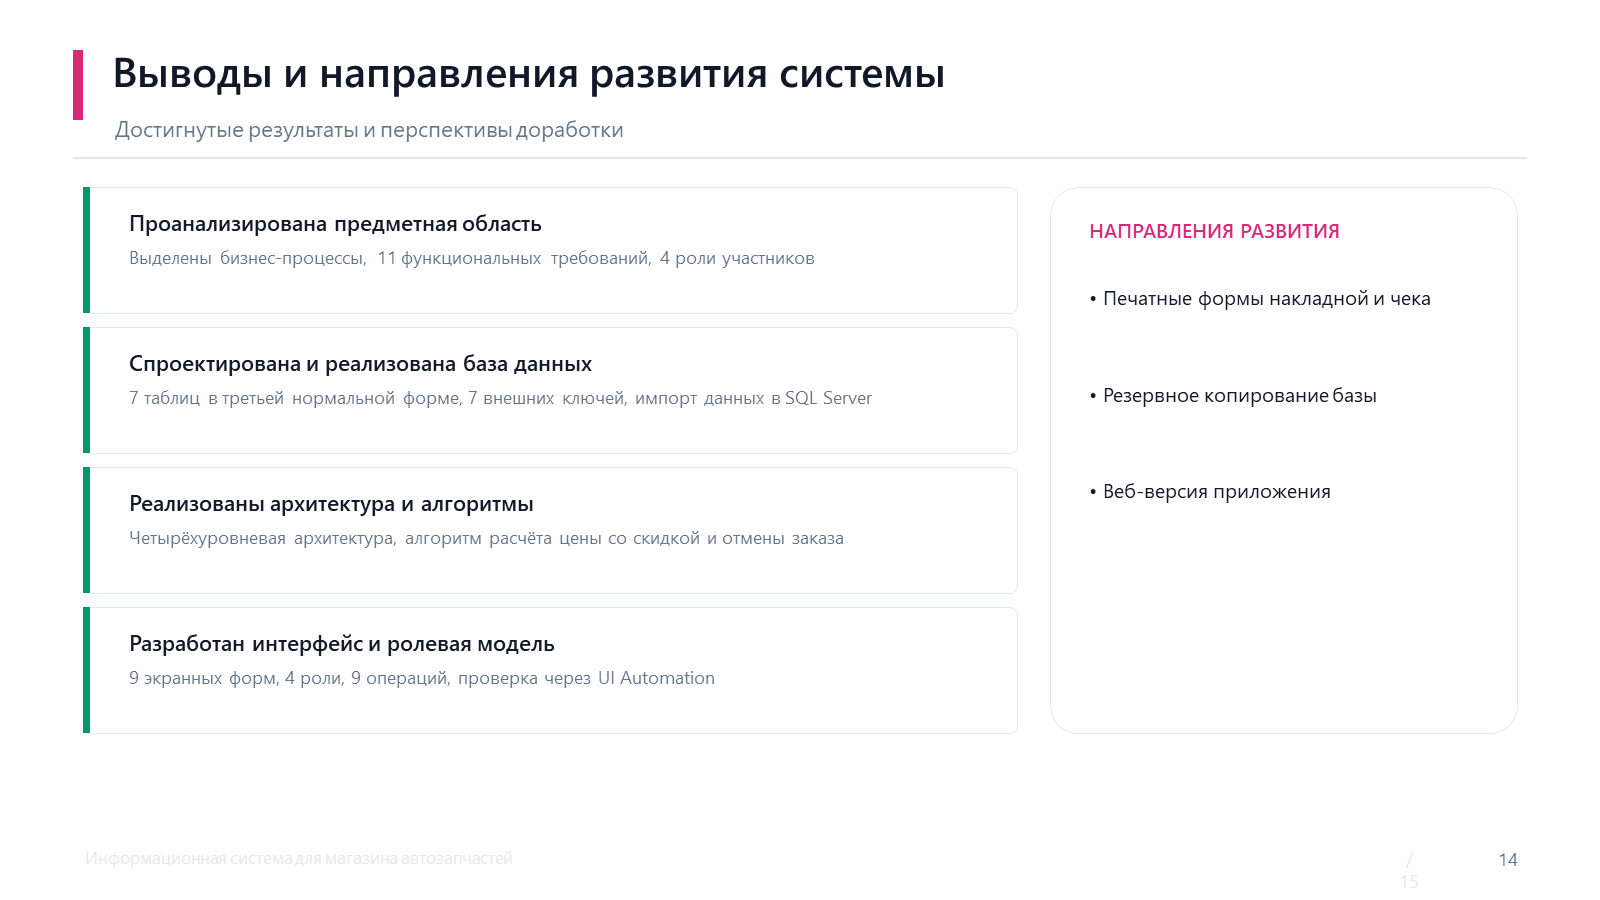 Выводы и направления развития системы
Достигнутые результаты и перспективы доработки
Проанализирована предметная область
Выделены бизнес-процессы, 11 функциональных требований, 4 роли участников
Спроектирована и реализована база данных
7 таблиц в третьей нормальной форме, 7 внешних ключей, импорт данных в SQL Server
Реализованы архитектура и алгоритмы
Четырёхуровневая архитектура, алгоритм расчёта цены со скидкой и отмены заказа
Разработан интерфейс и ролевая модель
9 экранных форм, 4 роли, 9 операций, проверка через UI Automation
НАПРАВЛЕНИЯ РАЗВИТИЯ
• Печатные формы накладной и чека
• Резервное копирование базы
• Веб-версия приложения
Информационная система для магазина автозапчастей
14
/
15